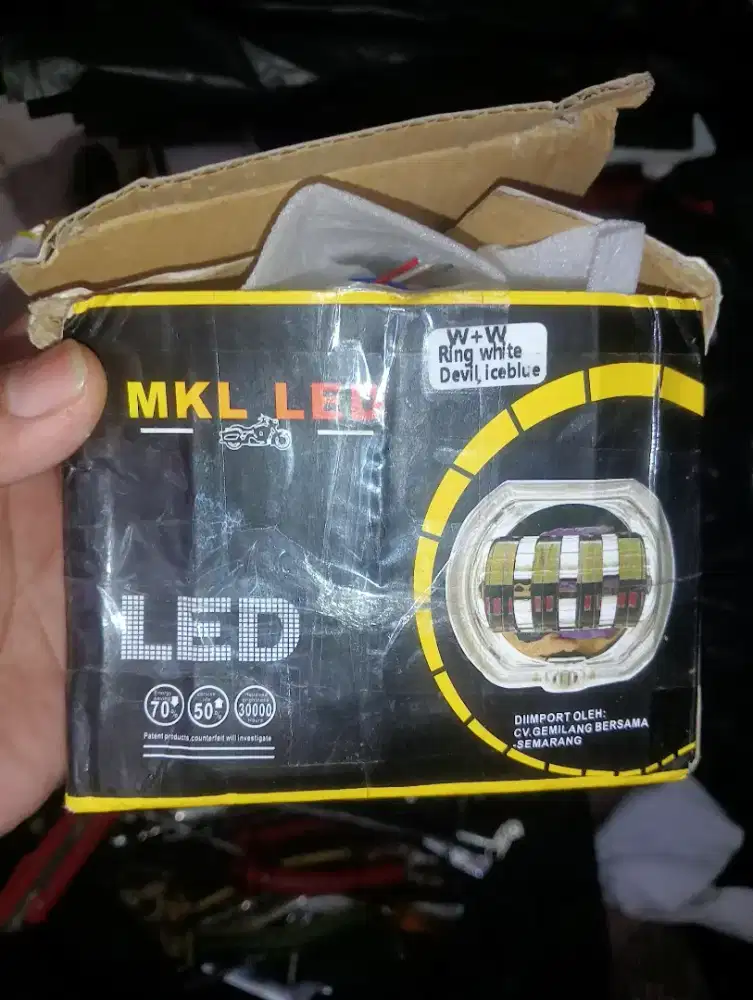 W+W
Ring white
Devil, iceblue
MKL LED
LED
70%
50%
30000
Patent products,counterfeit will investigate
DIIMPORT OLEH:
CV.GEMILANG BERSAMA
SEMARANG